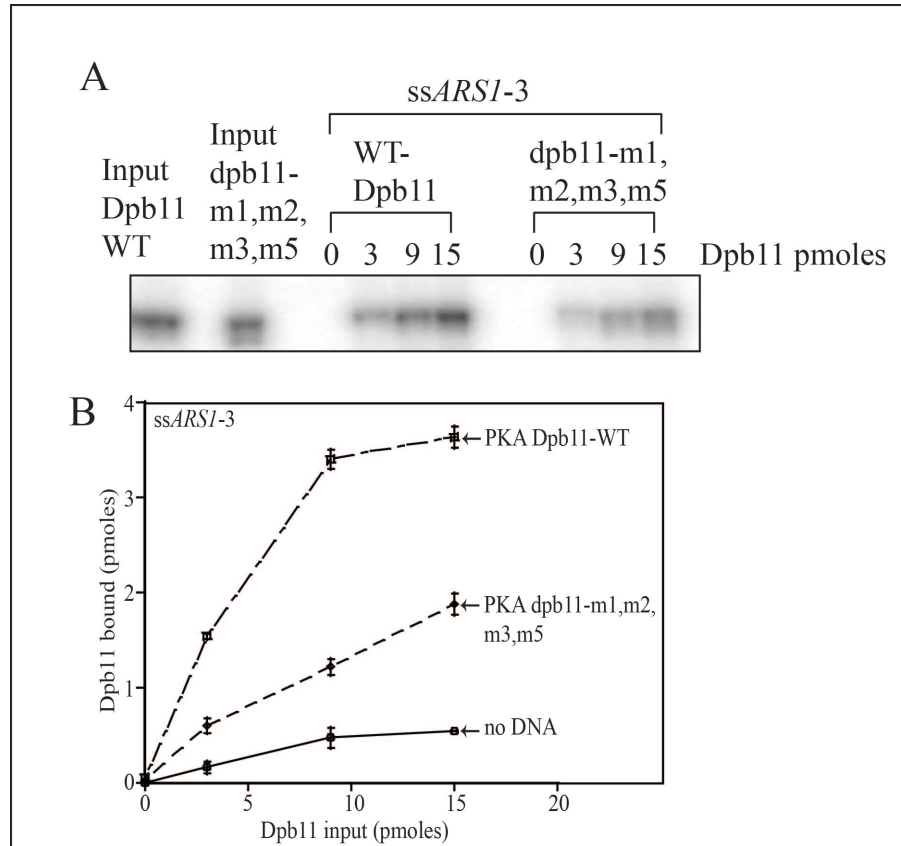 A
ssARS1-3
Input
Dpb11
WT
Input
dpb11-
m1,m2,
m3,m5
WT-
Dpb11
dpb11-m1,
m2,m3,m5
0 3 9 15 0 3 9 15 Dpb11 pmoles
B
ssARS1-3
4
3
2
1
0
Dpb11 bound (pmoles)
PKA Dpb11-WT
PKA dpb11-m1,m2,
m3,m5
no DNA
0 5 10 15 20
Dpb11 input (pmoles)